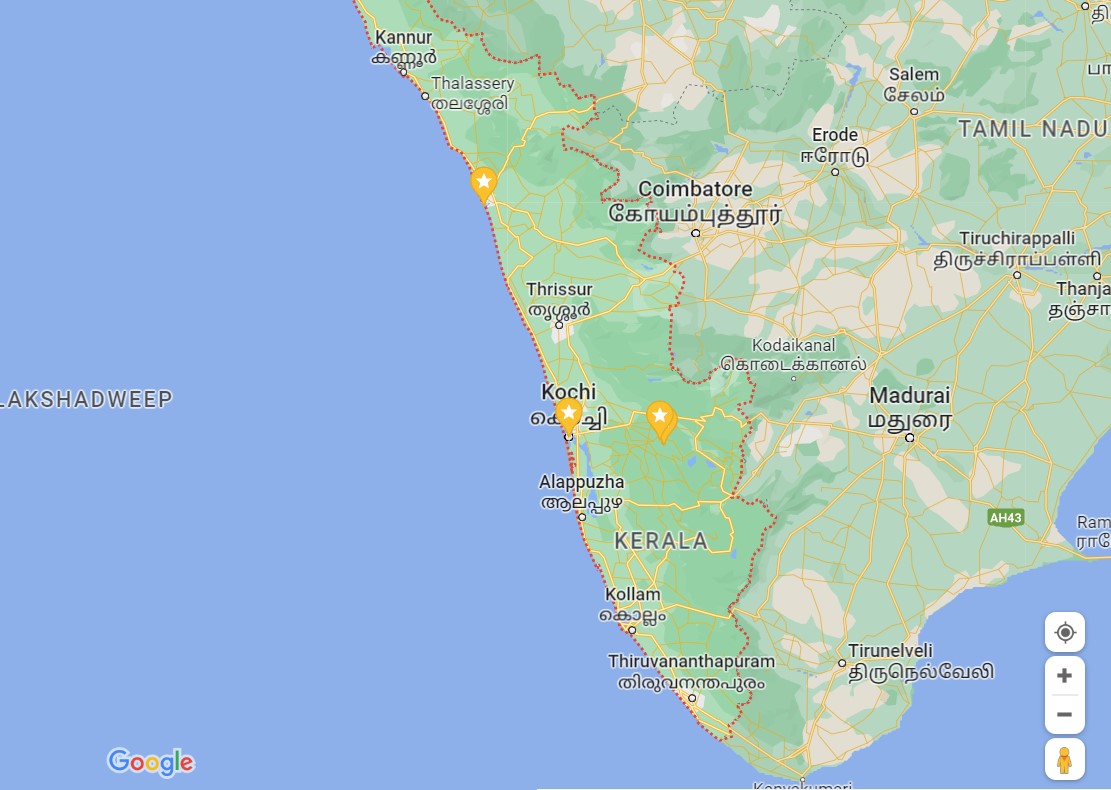 Kannur
കണ്ണൂർ
Thalassery
തലശ്ശേരി
Salem
சேலம்
TAMIL NADU
Erode
ஈரோடு
Coimbatore
கோயம்புத்தூர்
Tiruchirappalli
திருச்சிராப்பள்ளி
Thanja
தஞ்சா
Thrissur
തൃശ്ശൂർ
Kodaikanal
கொடைக்கானல்
LAKSHADWEEP
Kochi
കൊച്ചി
Madurai
மதுரை
Alappuzha
ആലപ്പുഴ
AH43
Ram
ராமே
KERALA
Kollam
കൊല്ലം
Tirunelveli
திருநெல்வேலி
Thiruvananthapuram
തിരുവനന്തപുരം
Google
Kanyakumari